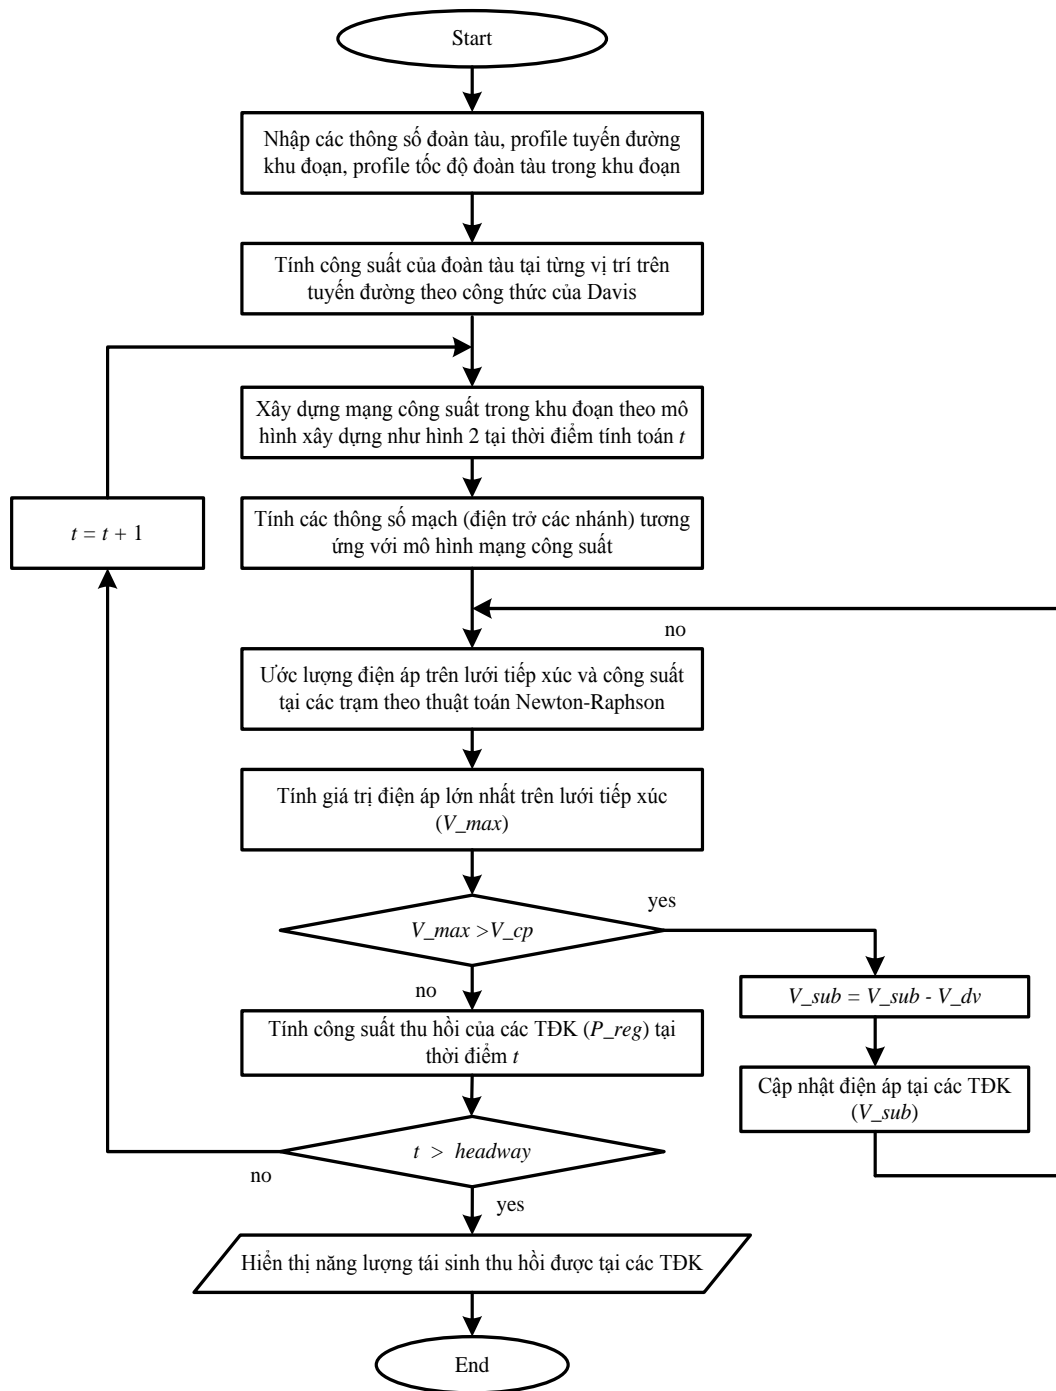 Start
Nhập các thông số đoàn tàu, profile tuyến đường
khu đoạn, profile tốc độ đoàn tàu trong khu đoạn
Tính công suất của đoàn tàu tại từng vị trí trên
tuyến đường theo công thức của Davis
Xây dựng mạng công suất trong khu đoạn theo mô
hình xây dựng như hình 2 tại thời điểm tính toán t
t = t + 1
Tính các thông số mạch (điện trở các nhánh) tương
ứng với mô hình mạng công suất
no
Ước lượng điện áp trên lưới tiếp xúc và công suất
tại các trạm theo thuật toán Newton-Raphson
Tính giá trị điện áp lớn nhất trên lưới tiếp xúc
(V_max)
yes
V_max >V_cp
no
V_sub = V_sub - V_dv
Tính công suất thu hồi của các TĐK (P_reg) tại
thời điểm t
Cập nhật điện áp tại các TĐK
(V_sub)
t > headway
no
yes
Hiển thị năng lượng tái sinh thu hồi được tại các TĐK
End